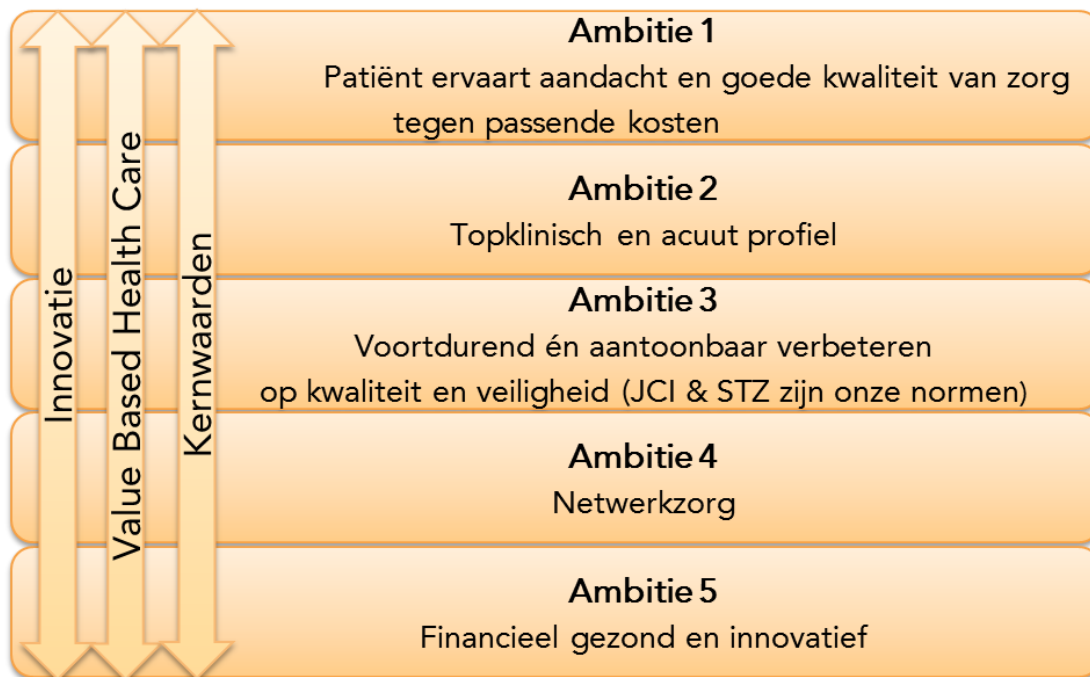 Innovatie
Value Based Health Care
Kernwaarden
Ambitie 1
Patiënt ervaart aandacht en goede kwaliteit van zorg
tegen passende kosten
Ambitie 2
Topklinisch en acuut profiel
Ambitie 3
Voortdurend én aantoonbaar verbeteren
op kwaliteit en veiligheid (JCI & STZ zijn onze normen)
Ambitie 4
Netwerkzorg
Ambitie 5
Financieel gezond en innovatief